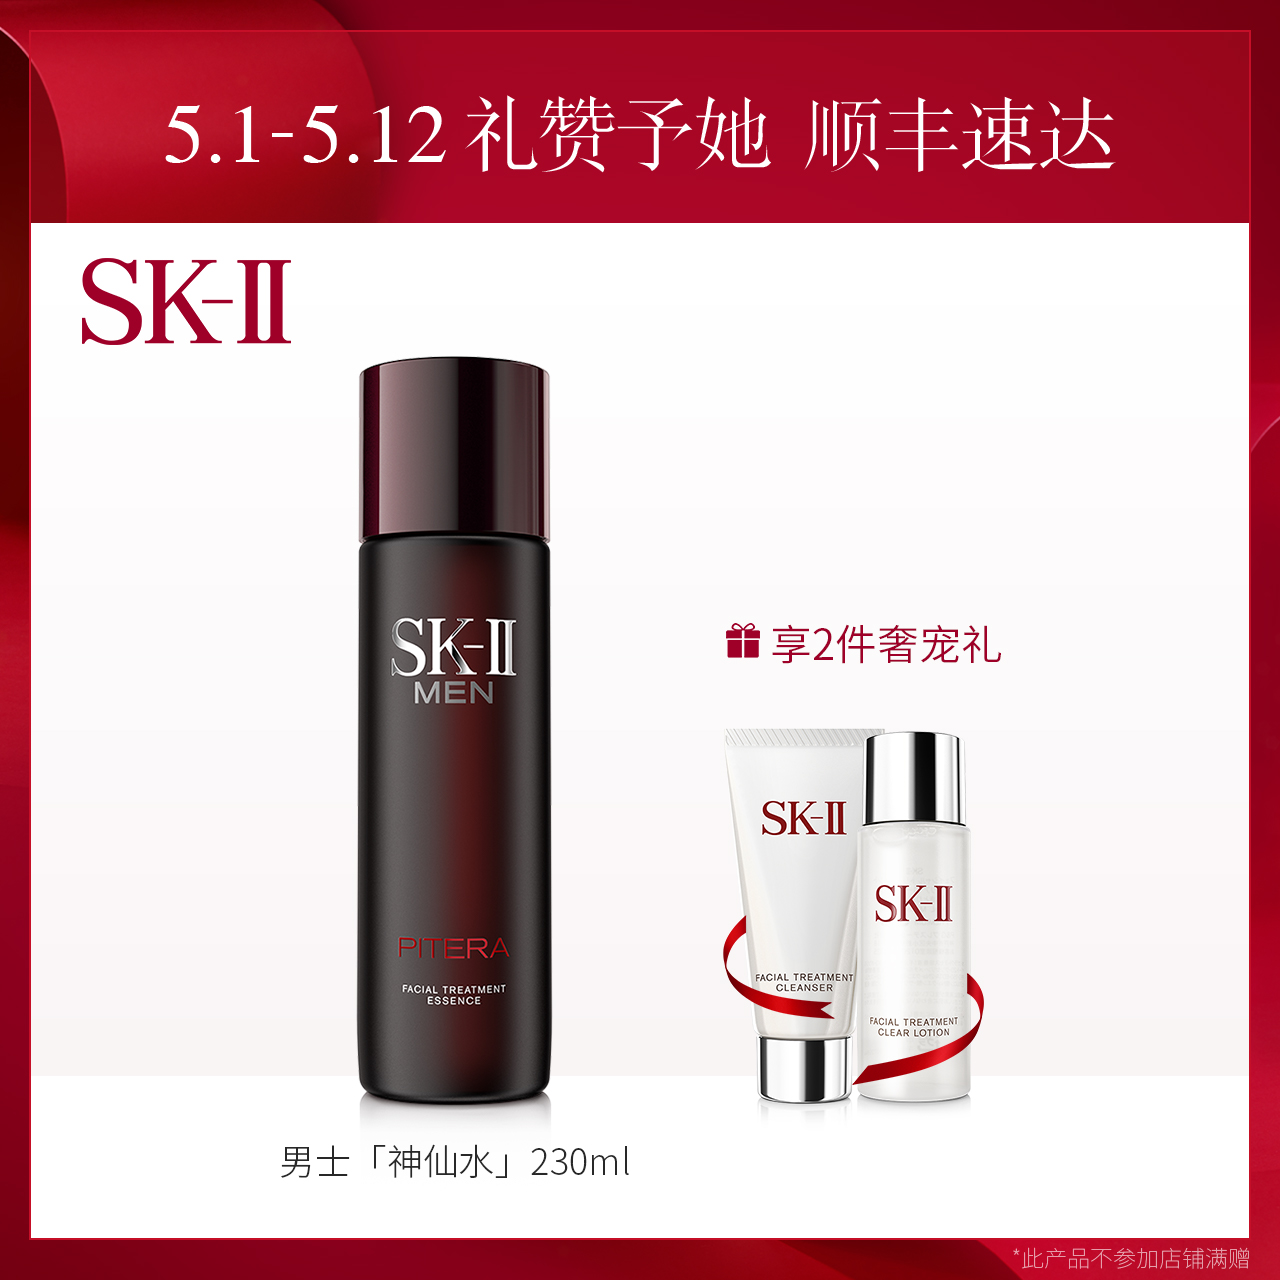 5.1-5.12 礼赞予她 顺丰速达
SK-II
SK-II
MEN
PITERA
FACIAL TREATMENT
ESSENCE
男士「神仙水」230ml
享2件奢宠礼
SK-II
FACIAL TREATMENT
CLEANSER
SK-II
FACIAL TREATMENT
CLEAR LOTION
*此产品不参加店铺满赠